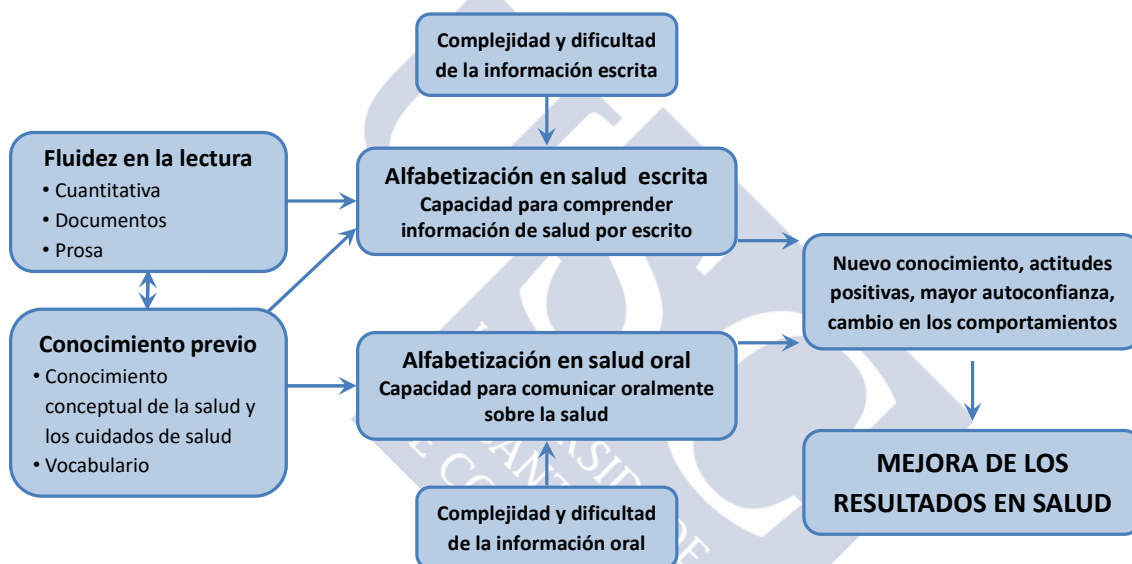 Complejidad y dificultad
de la información escrita
Fluidez en la lectura
• Cuantitativa
• Documentos
• Prosa
Alfabetización en salud escrita
Capacidad para comprender
información de salud por escrito
Nuevo conocimiento, actitudes
positivas, mayor autoconfianza,
cambio en los comportamientos
Conocimiento previo
• Conocimiento
conceptual de la salud y
los cuidados de salud
• Vocabulario
Alfabetización en salud oral
Capacidad para comunicar oralmente
sobre la salud
MEJORA DE LOS
RESULTADOS EN SALUD
Complejidad y dificultad
de la información oral